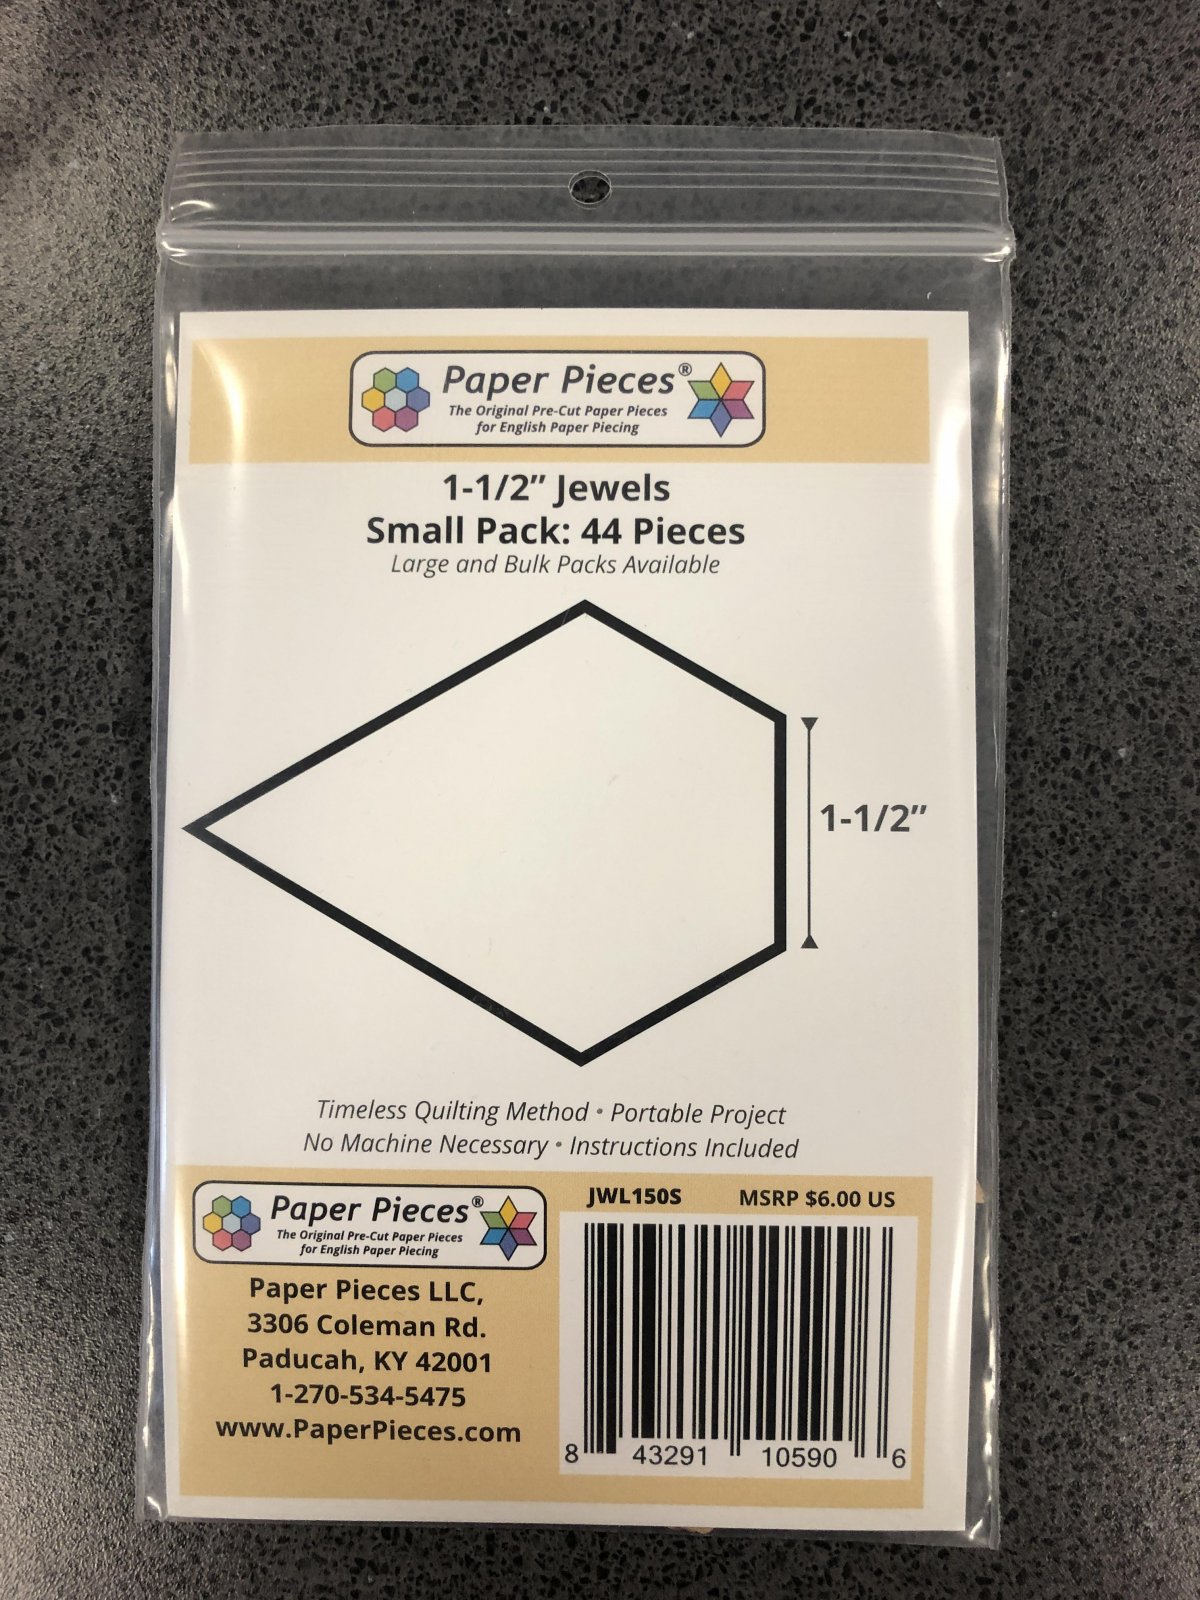 Paper Pieces®
The Original Pre-Cut Paper Pieces
for English Paper Piecing
1-1/2” Jewels
Small Pack: 44 Pieces
Large and Bulk Packs Available
1-1/2”
Timeless Quilting Method • Portable Project
No Machine Necessary • Instructions Included
Paper Pieces®
The Original Pre-Cut Paper Pieces
for English Paper Piecing
Paper Pieces LLC,
3306 Coleman Rd.
Paducah, KY 42001
1-270-534-5475
www.PaperPieces.com
JWL150S MSRP $6.00 US
8 43291 10590 6